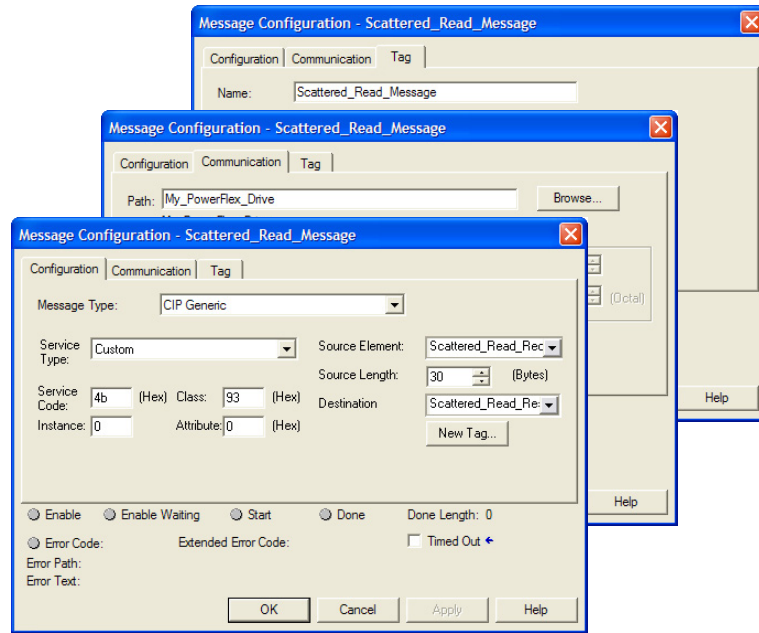 Message Configuration - Scattered_Read_Message
Configuration Communication Tag
Name: Scattered_Read_Message
Help
Message Configuration - Scattered_Read_Message
Configuration Communication Tag
Path: My_PowerFlex_Drive Browse...
(Octal)
Help
Message Configuration - Scattered_Read_Message
Configuration Communication Tag
Message Type: CIP Generic
Service Type: Custom
Source Element: Scattered_Read_Rec
Source Length: 30 (Bytes)
Service Code: 4b (Hex) Class: 93 (Hex)
Destination Scattered_Read_Re:
Instance: 0 Attribute: 0 (Hex)
New Tag...
Enable Enable Waiting Start Done Done Length: 0
Error Code: Extended Error Code: Timed Out
Error Path:
Error Text:
OK Cancel Apply Help